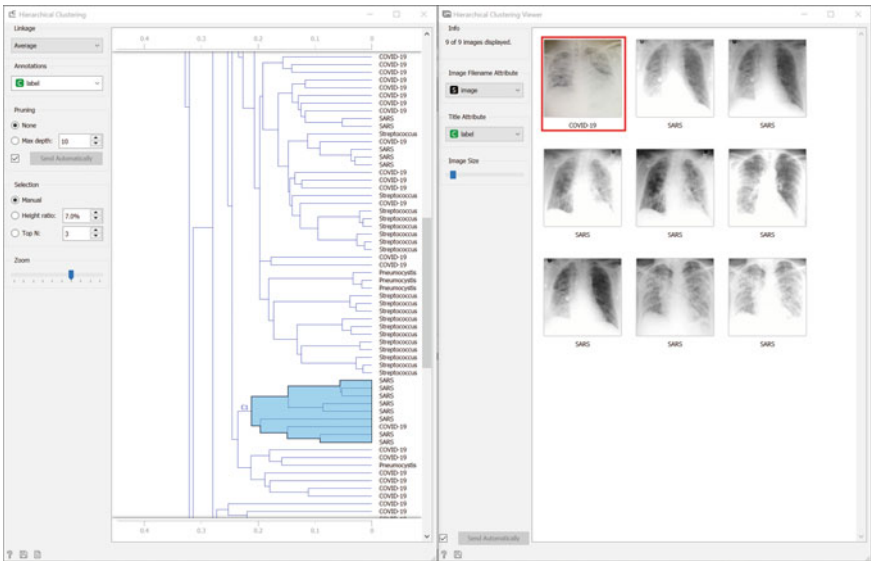 Hierarchical Clustering
Linkage
Average
Annotations
C label
Pruning
None
Max depth: 10
Send Automatically
Selection
Manual
Height ratio: 7.0%
Top N: 3
Zoom
0.4 0.3 0.2 0.1 0
COVID-19
COVID-19
COVID-19
COVID-19
COVID-19
COVID-19
COVID-19
COVID-19
SARS
SARS
Streptococcus
COVID-19
SARS
SARS
SARS
COVID-19
COVID-19
COVID-19
Streptococcus
COVID-19
Streptococcus
Streptococcus
Streptococcus
Streptococcus
Streptococcus
Streptococcus
COVID-19
COVID-19
Pneumocystis
Pneumocystis
Pneumocystis
Streptococcus
Streptococcus
Streptococcus
Streptococcus
Streptococcus
Streptococcus
Streptococcus
Streptococcus
Streptococcus
Streptococcus
Streptococcus
SARS
SARS
SARS
SARS
SARS
SARS
COVID-19
SARS
SARS
COVID-19
COVID-19
Pneumocystis
COVID-19
COVID-19
COVID-19
COVID-19
COVID-19
COVID-19
C1
0.4 0.3 0.2 0.1 0
Hierarchical Clustering Viewer
Info
9 of 9 images displayed.
Image Filename Attribute
S image
Title Attribute
C label
Image Size
Send Automatically
COVID-19 SARS SARS
SARS SARS SARS
SARS SARS SARS